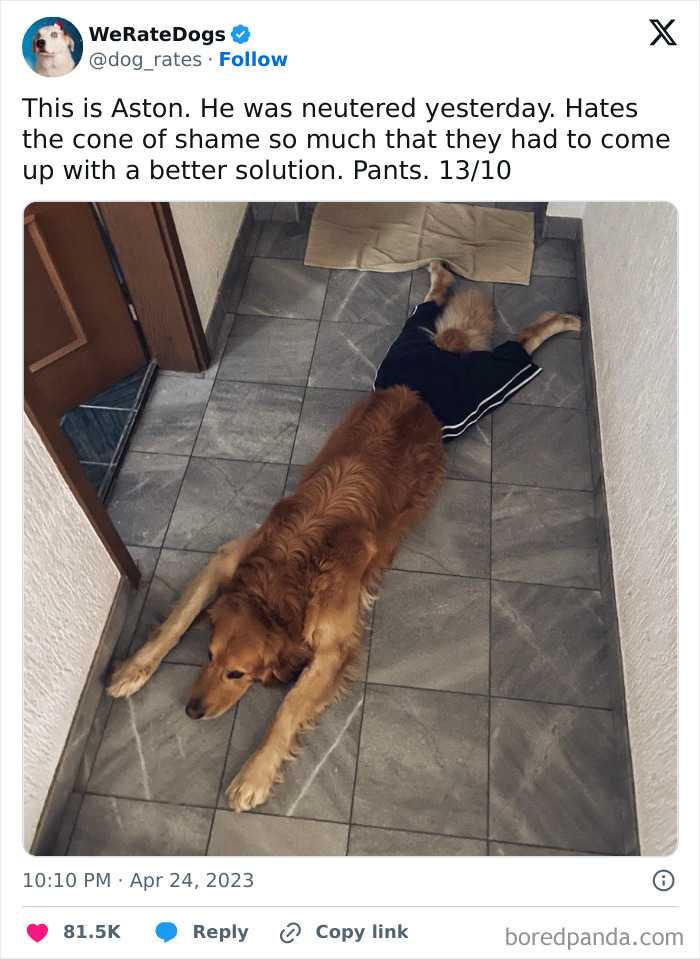 WeRateDogs
@dog_rates · Follow
This is Aston. He was neutered yesterday. Hates
the cone of shame so much that they had to come
up with a better solution. Pants. 13/10
10:10 PM · Apr 24, 2023
81.5K Reply Copy link
boredpanda.com